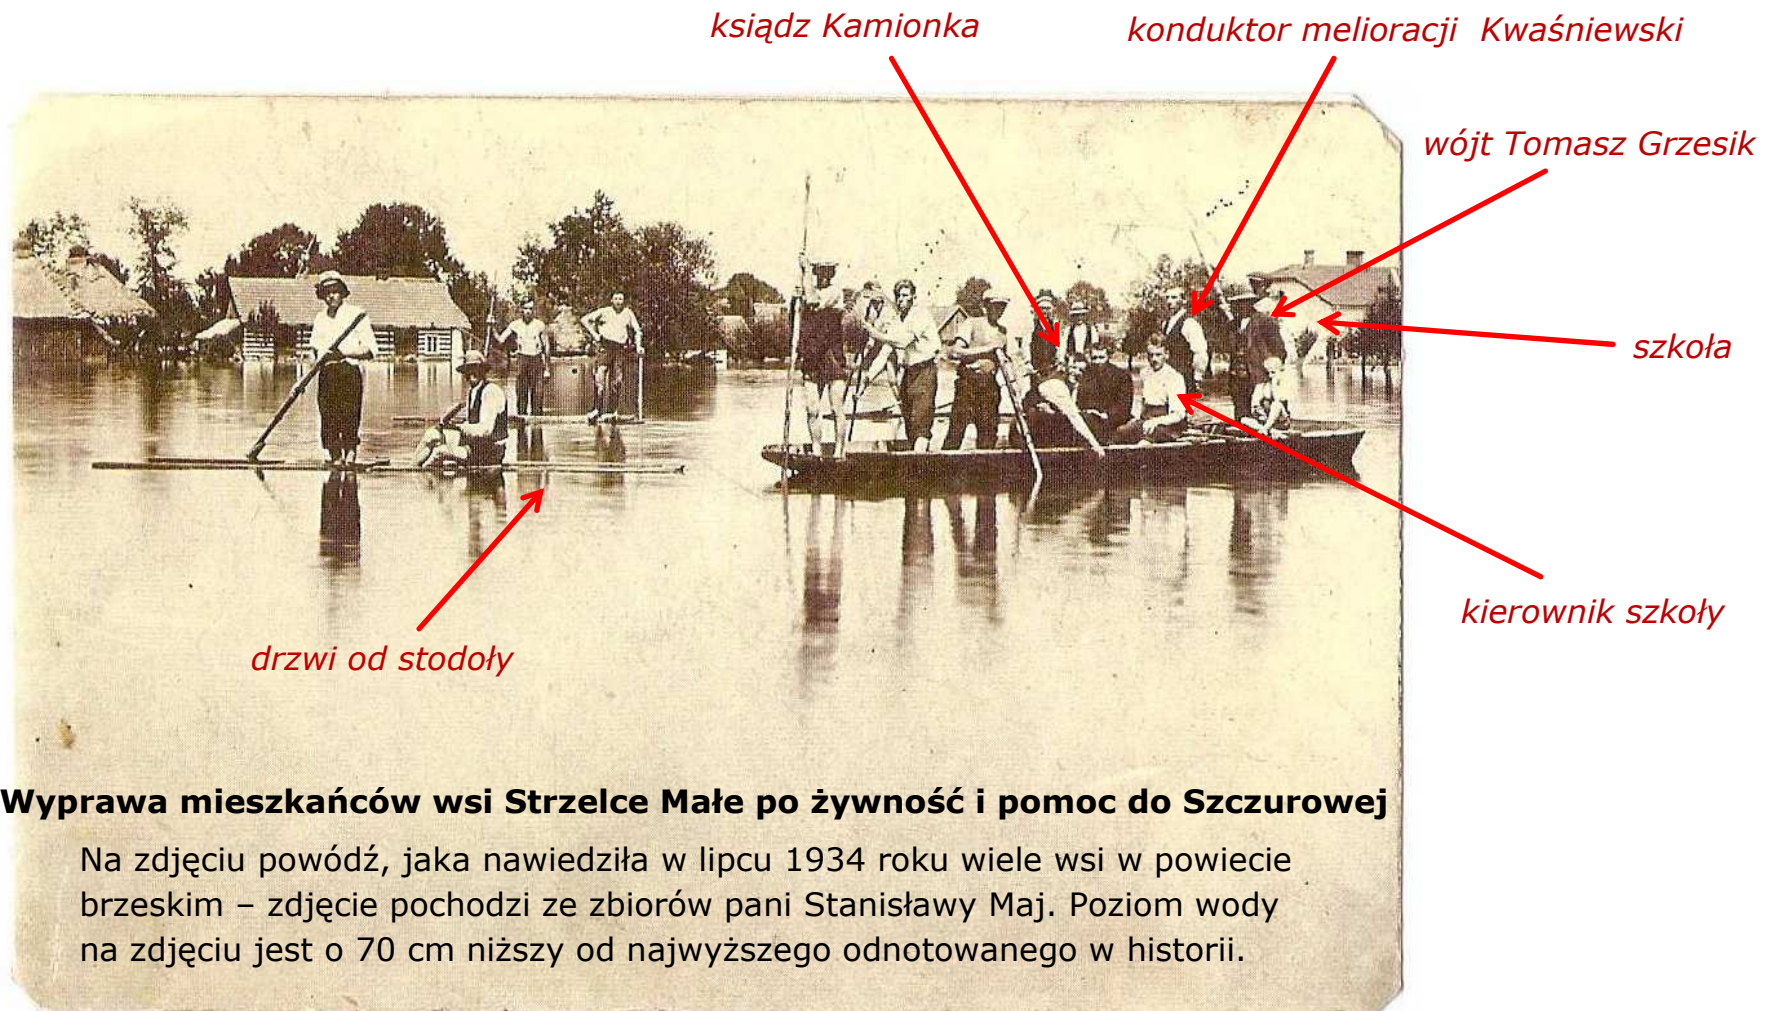 ksiądz Kamionka
konduktor melioracji Kwaśniewski
wójt Tomasz Grzesik
szkoła
kierownik szkoły
drzwi od stodoły
Wyprawa mieszkańców wsi Strzelce Małe po żywność i pomoc do Szczurowej
Na zdjęciu powódź, jaka nawiedziła w lipcu 1934 roku wiele wsi w powiecie
brzeskim – zdjęcie pochodzi ze zbiorów pani Stanisławy Maj. Poziom wody
na zdjęciu jest o 70 cm niższy od najwyższego odnotowanego w historii.